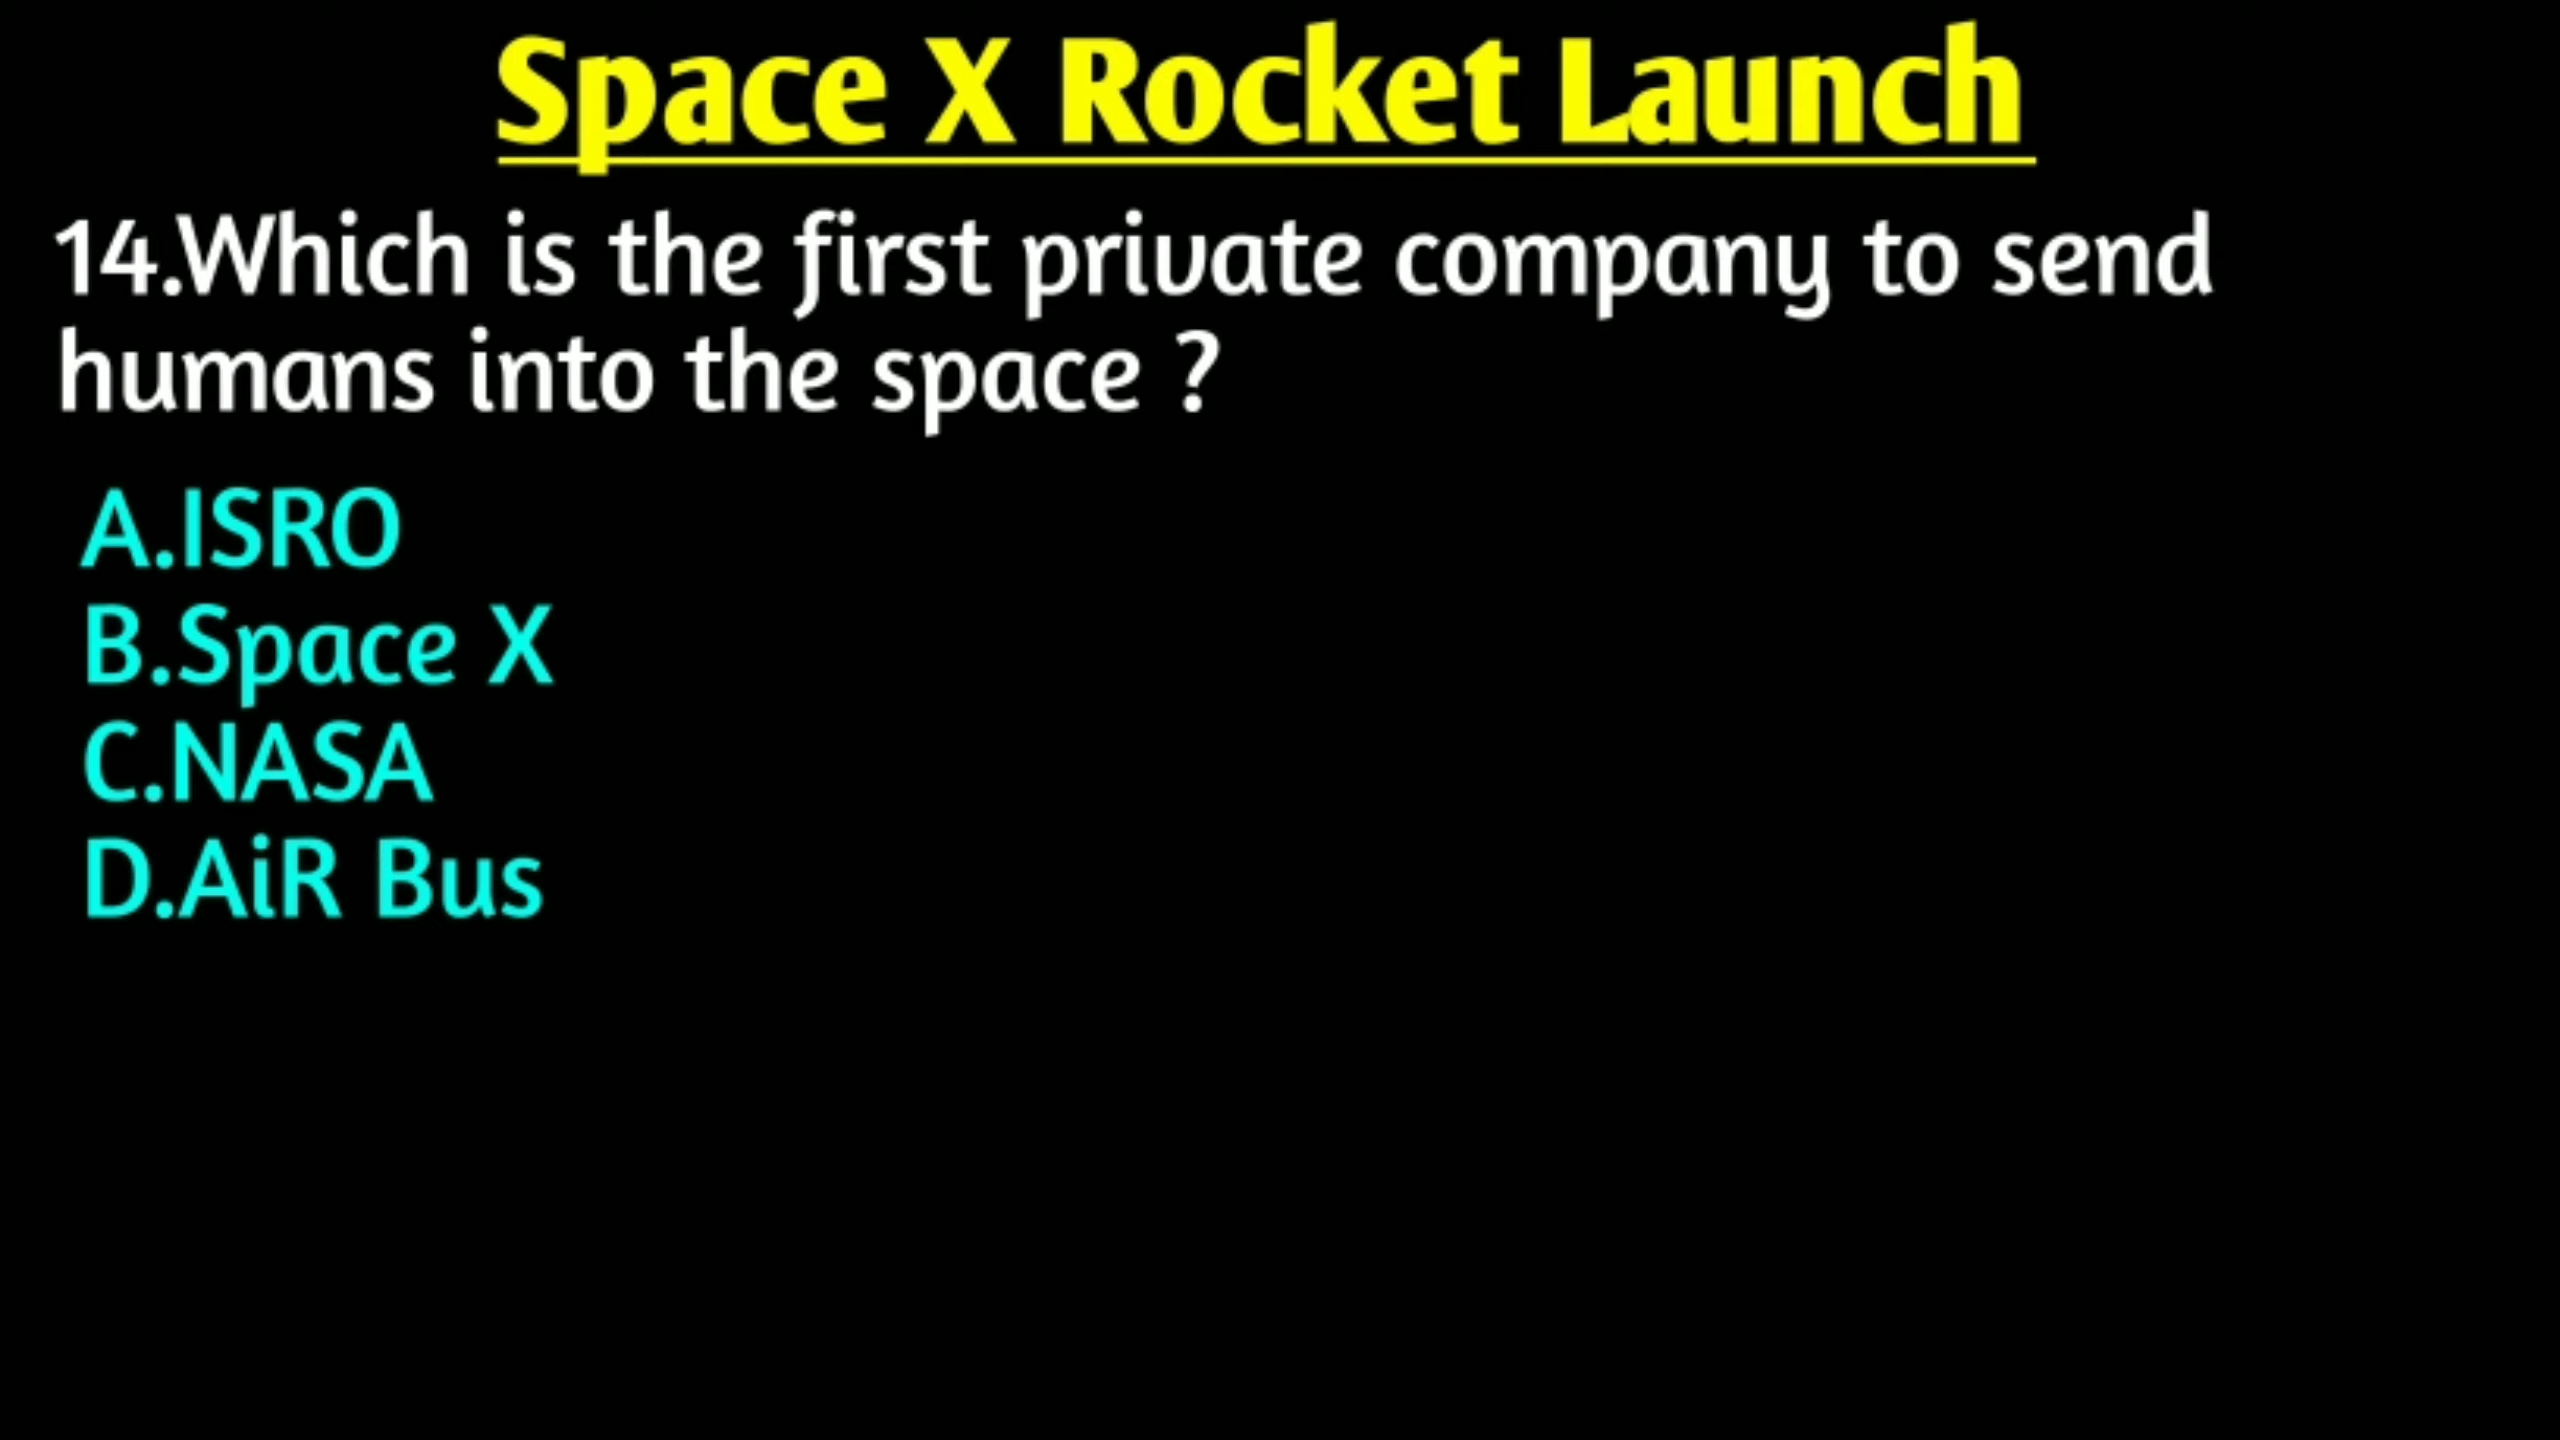 Space X Rocket Launch
14.Which is the first private company to send
humans into the space ?
A.ISRO
B.Space X
C.NASA
D.AiR Bus